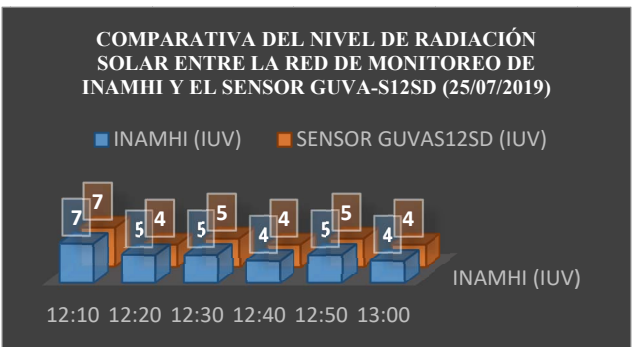 COMPARATIVA DEL NIVEL DE RADIACIÓN
SOLAR ENTRE LA RED DE MONITOREO DE
INAMHI Y EL SENSOR GUVA-S12SD (25/07/2019)
INAMHI (IUV) SENSOR GUVAS12SD (IUV)
7 7 5 4 5 5 4 4 5 5 4 4
INAMHI (IUV)
12:10 12:20 12:30 12:40 12:50 13:00